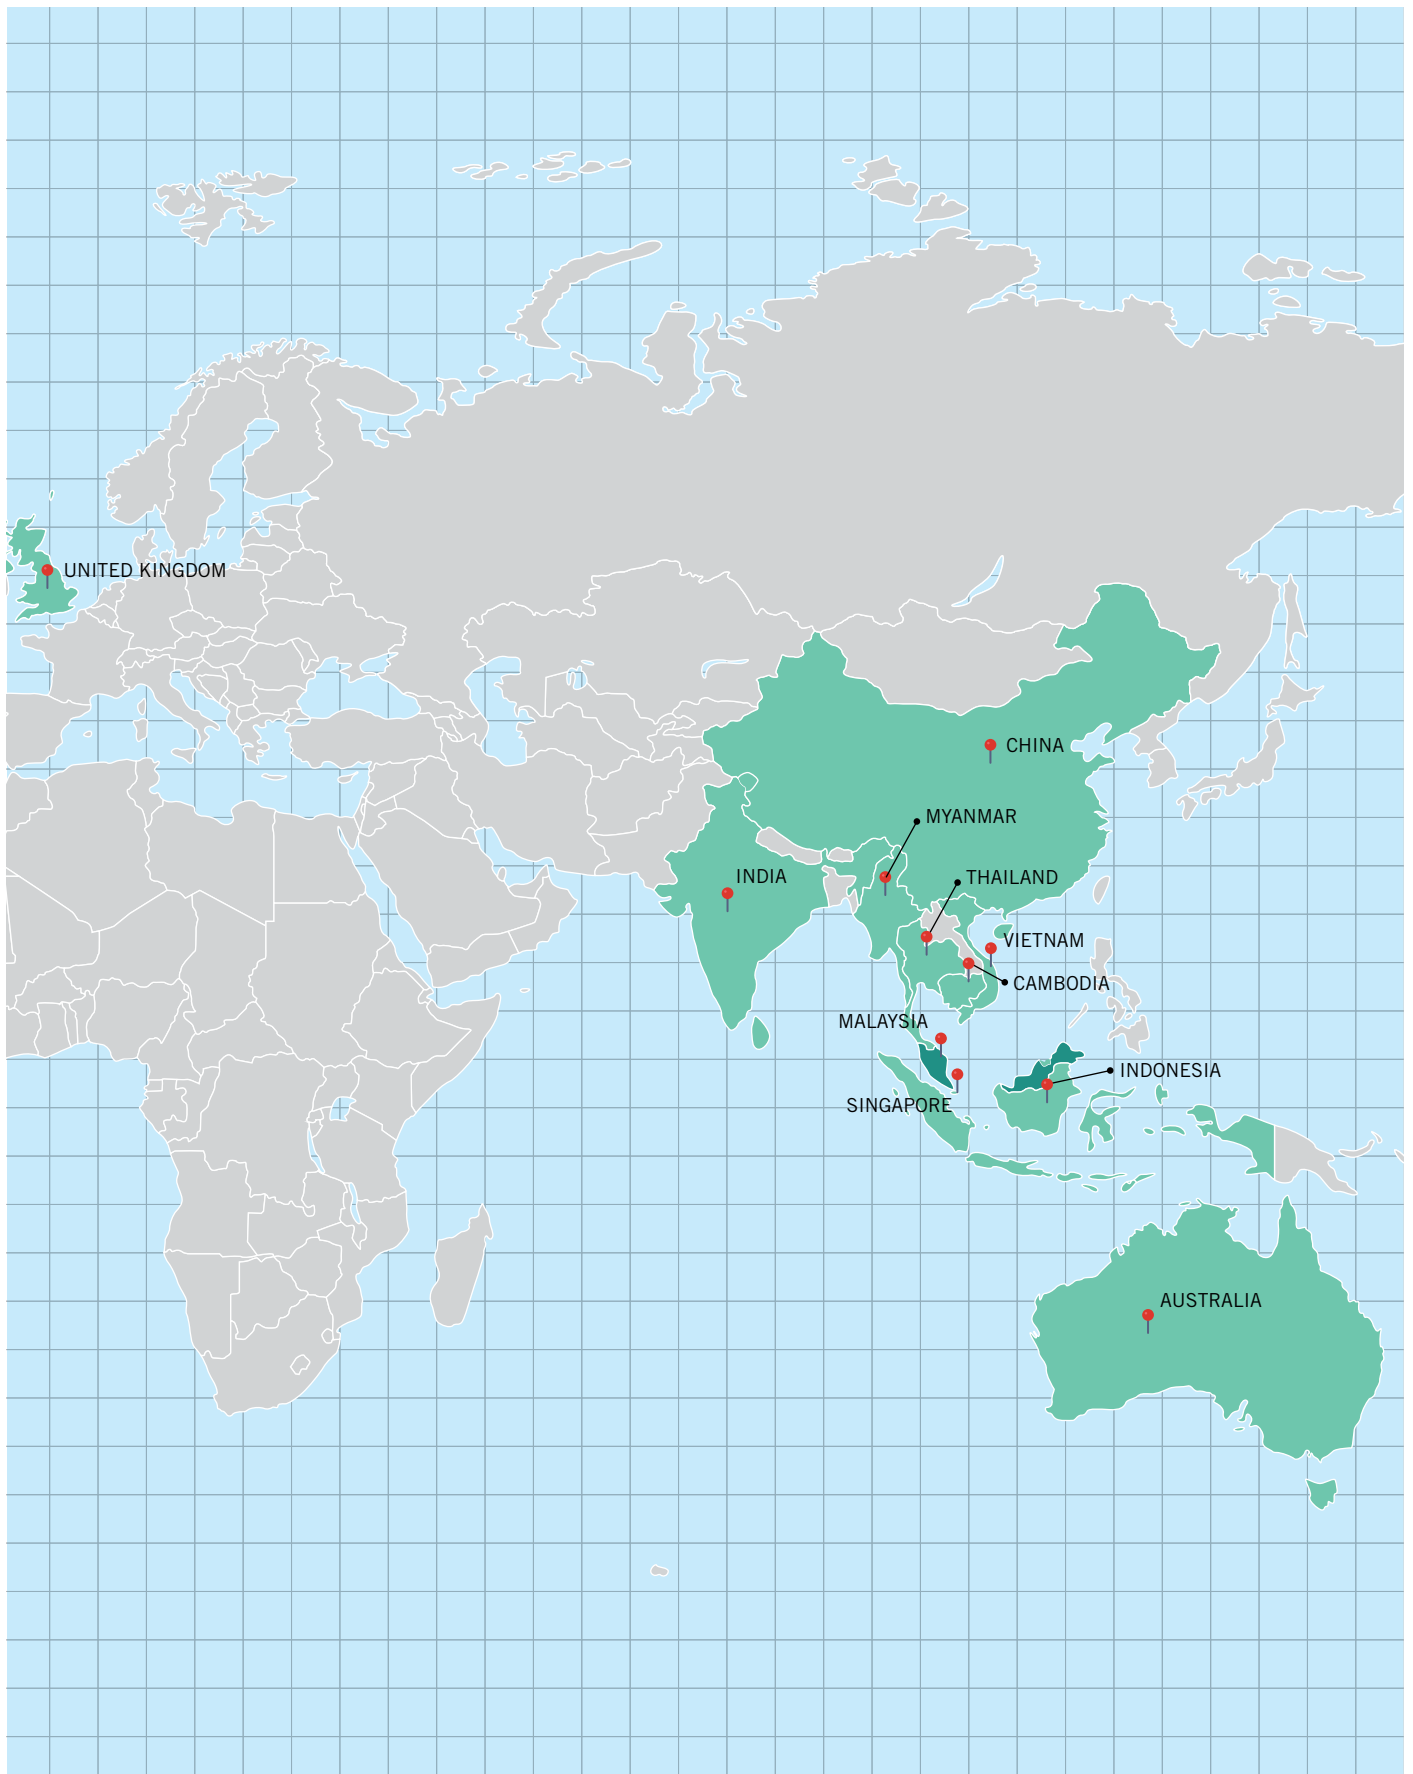 UNITED KINGDOM
CHINA
MYANMAR
INDIA
THAILAND
VIETNAM
CAMBODIA
MALAYSIA
INDONESIA
SINGAPORE
AUSTRALIA